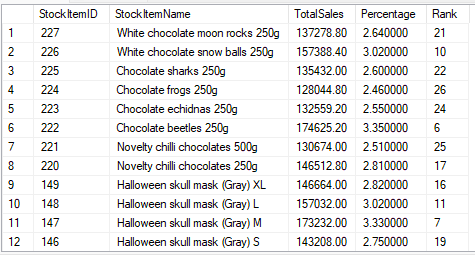 StockItemID StockItemName TotalSales Percentage Rank
1 227 White chocolate moon rocks 250g 137278.80 2.640000 21
2 226 White chocolate snow balls 250g 157388.40 3.020000 10
3 225 Chocolate sharks 250g 135432.00 2.600000 22
4 224 Chocolate frogs 250g 128044.80 2.460000 26
5 223 Chocolate echidnas 250g 132559.20 2.550000 24
6 222 Chocolate beetles 250g 174625.20 3.350000 6
7 221 Novelty chilli chocolates 500g 130674.00 2.510000 25
8 220 Novelty chilli chocolates 250g 146512.80 2.810000 17
9 149 Halloween skull mask (Gray) XL 146664.00 2.820000 16
10 148 Halloween skull mask (Gray) L 157032.00 3.020000 11
11 147 Halloween skull mask (Gray) M 173232.00 3.330000 7
12 146 Halloween skull mask (Gray) S 143208.00 2.750000 19